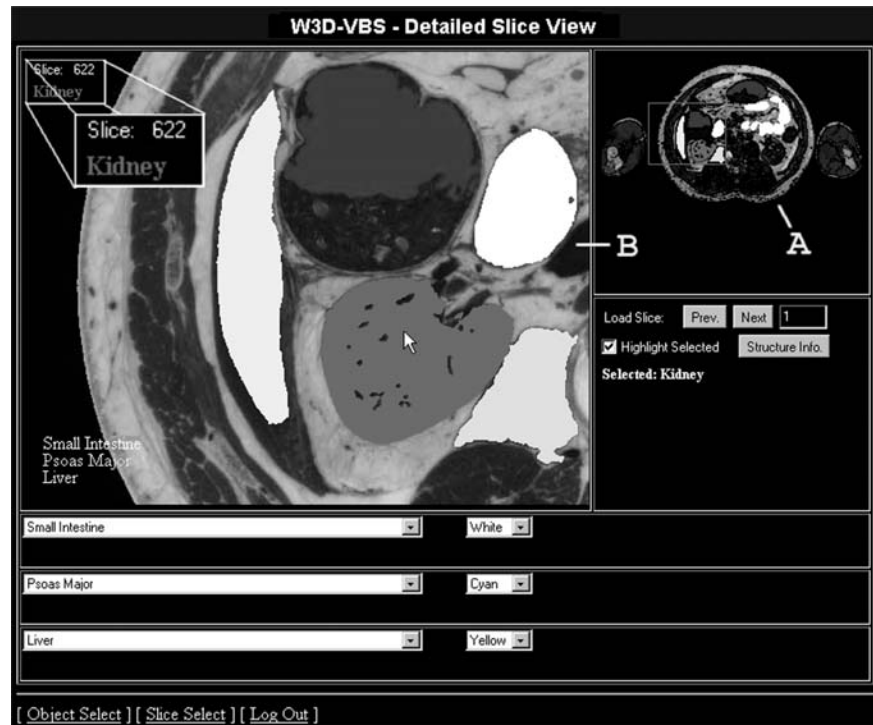 W3D-VBS - Detailed Slice View
Slice: 622
Kidney
Slice: 622
Kidney
B
A
Small Intestine
Psoas Major
Liver
Load Slice: Prev. Next 1
Highlight Selected Structure Info.
Selected: Kidney
Small Intestine White
Psoas Major Cyan
Liver Yellow
[ Object Select ] [ Slice Select ] [ Log Out ]